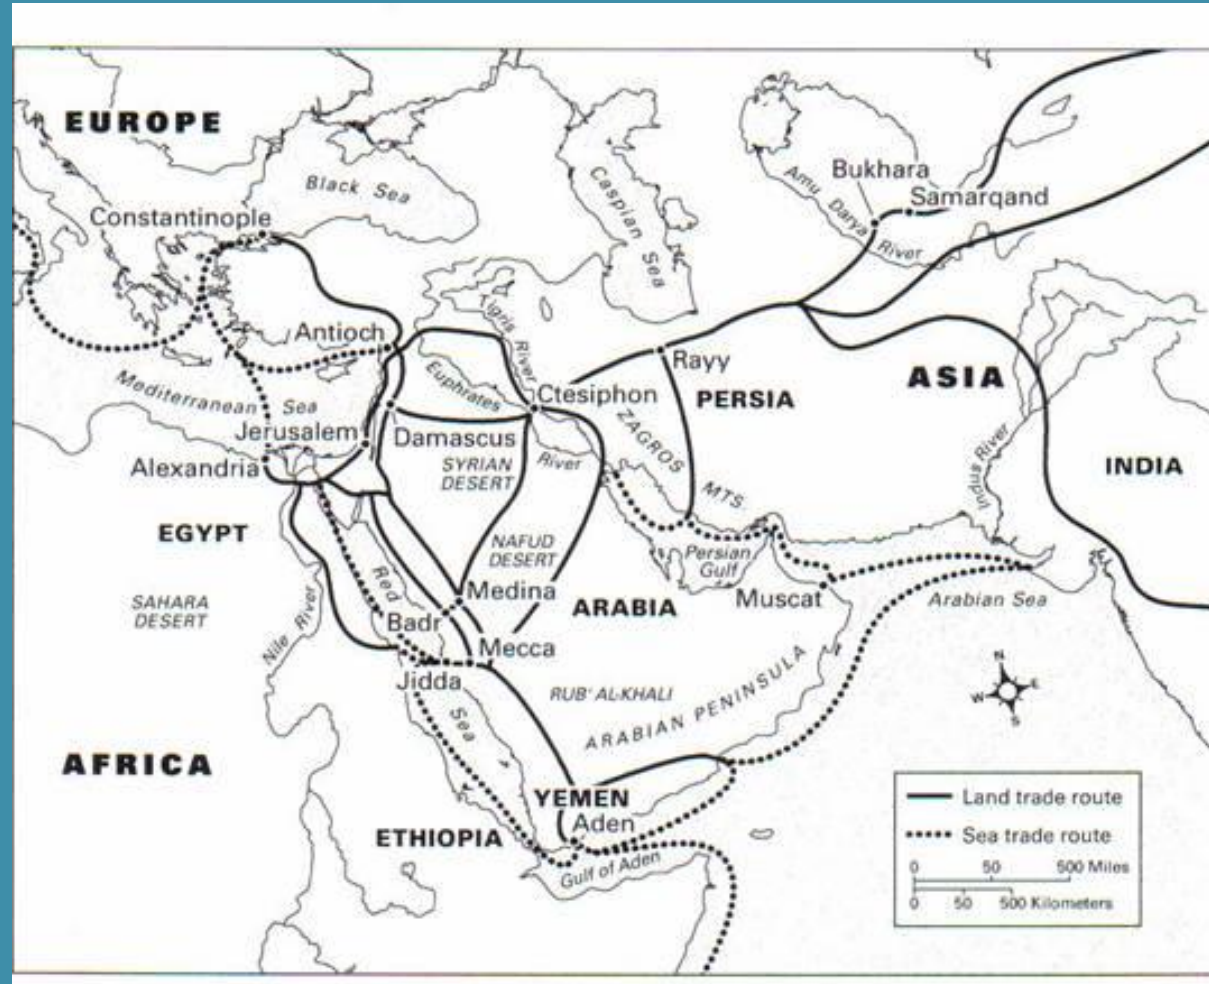 EUROPE
Black Sea
Constantinople
Caspian Sea
Bukhara
Samarqand
Amu Darya River
Tigris River
Antioch
Rayy
ASIA
PERSIA
Euphrates
Ctesiphon
Mediterranean Sea
Jerusalem
Damascus
ZAGROS
MTS.
Alexandria
SYRIAN
DESERT
River
Indus River
INDIA
EGYPT
NAFUD
DESERT
Persian
Gulf
SAHARA
DESERT
Red
Sea
Medina
ARABIA
Muscat
Arabian Sea
Nile River
Badr
Mecca
Jidda
RUB' AL-KHALI
ARABIAN PENINSULA
N
W
E
S
AFRICA
YEMEN
Aden
ETHIOPIA
Gulf of Aden
Land trade route
Sea trade route
0 50 500 Miles
0 50 500 Kilometers